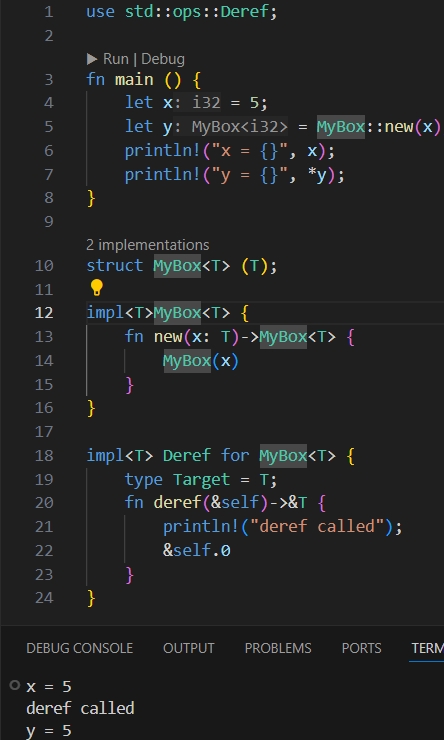 1 use std::ops::Deref;
2
▶ Run | Debug
3 fn main () {
4 let x: i32 = 5;
5 let y: MyBox<i32> = MyBox::new(x)
6 println!("x = {}", x);
7 println!("y = {}", *y);
8 }
9
2 implementations
10 struct MyBox<T> (T);
11
12 impl<T>MyBox<T> {
13 fn new(x: T)->MyBox<T> {
14 MyBox(x)
15 }
16 }
17
18 impl<T> Deref for MyBox<T> {
19 type Target = T;
20 fn deref(&self)->&T {
21 println!("deref called");
22 &self.0
23 }
24 }
DEBUG CONSOLE OUTPUT PROBLEMS PORTS TERM
x = 5
deref called
y = 5